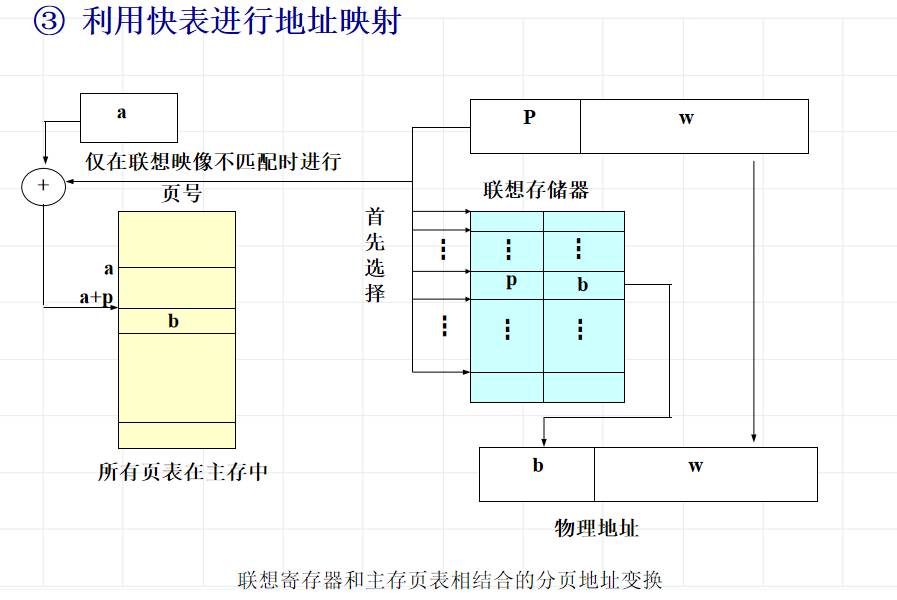 ③ 利用快表进行地址映射
a
P w
仅在联想映像不匹配时进行
+
页号
联想存储器
首先选择
a
p b
a+p
b
b w
所有页表在主存中
物理地址
联想寄存器和主存页表相结合的分页地址变换